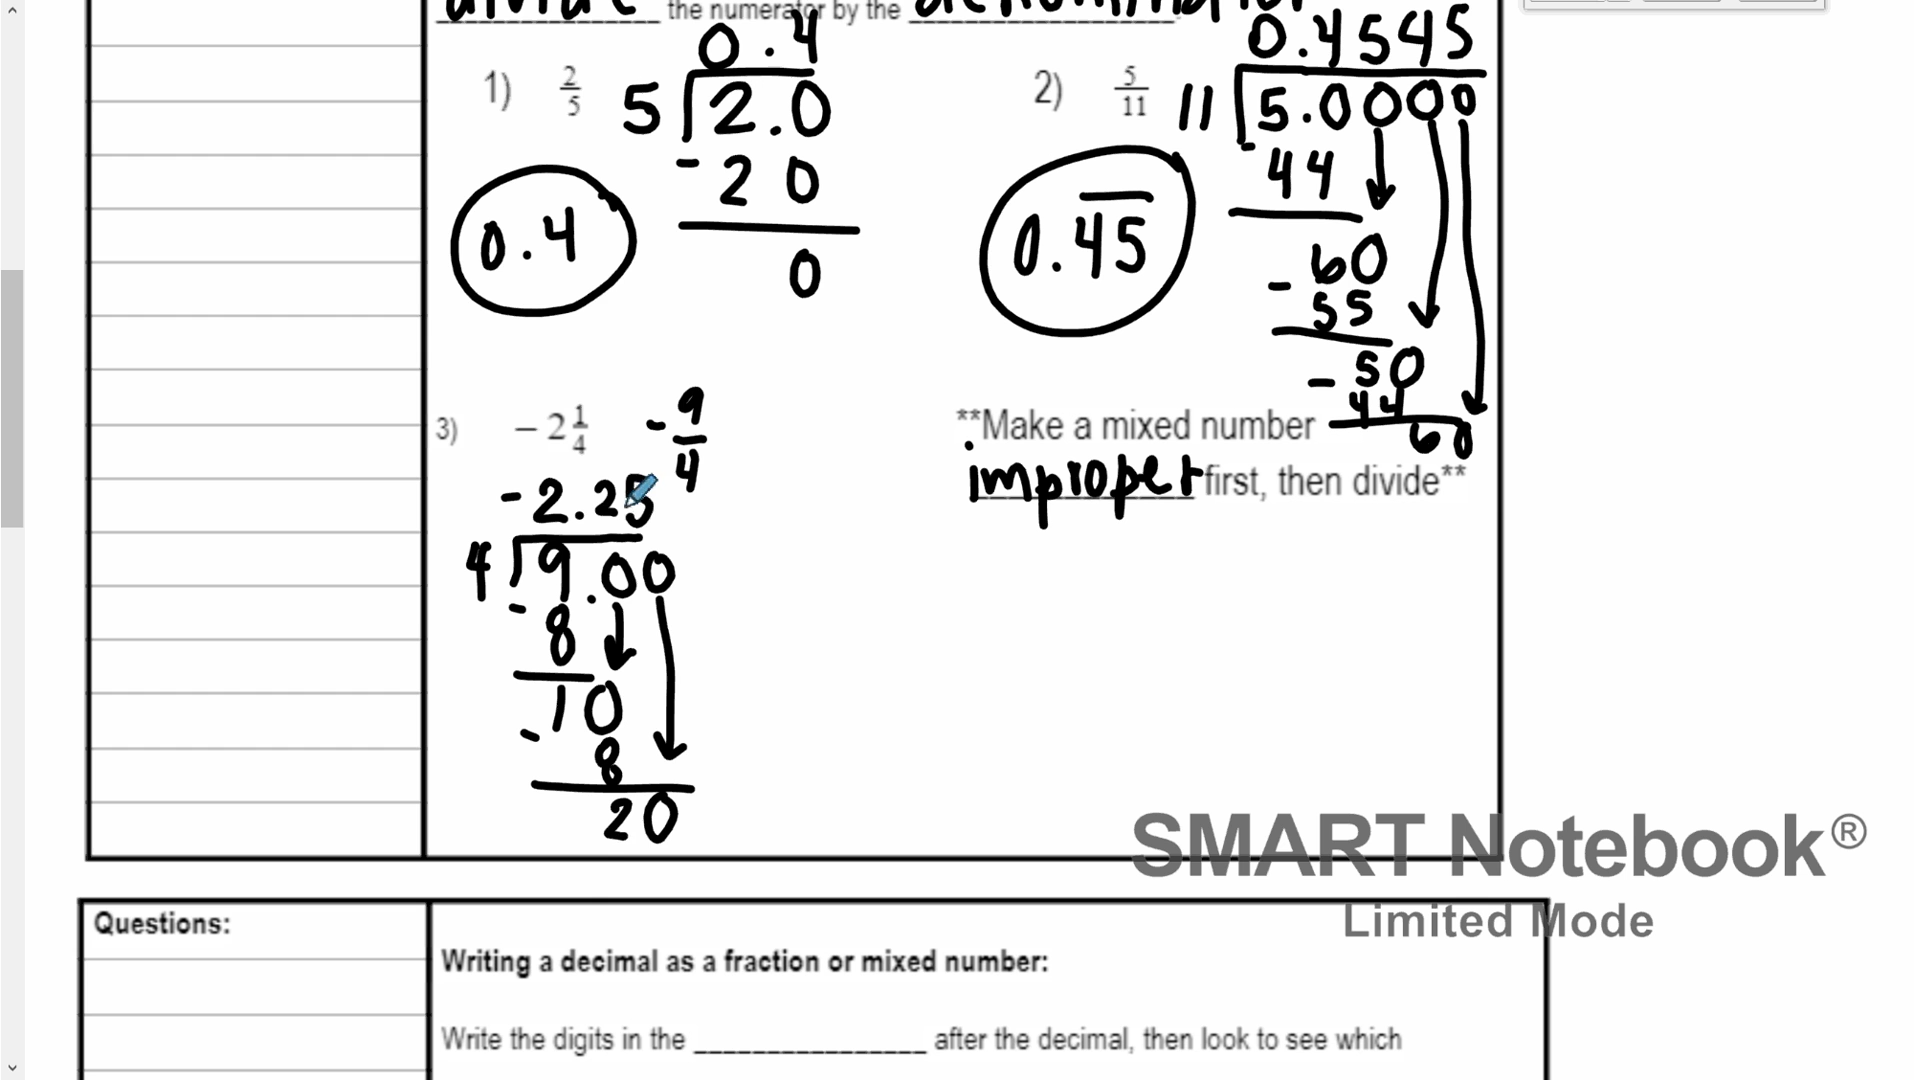 divide the numerator by the denominator
1) 2/5
0.4
5 2.0
- 20
0
0.4
2) 5/11
0.4545
11 5.0000
- 44
60
- 55
50
- 44
60
0.45
3) - 2 1/4
- 9/4
- 2.25
4 9.00
- 8
10
- 8
20
**Make a mixed number
improper first, then divide**
SMART Notebook®
Limited Mode
Questions:
Writing a decimal as a fraction or mixed number:
Write the digits in the ________________ after the decimal, then look to see which